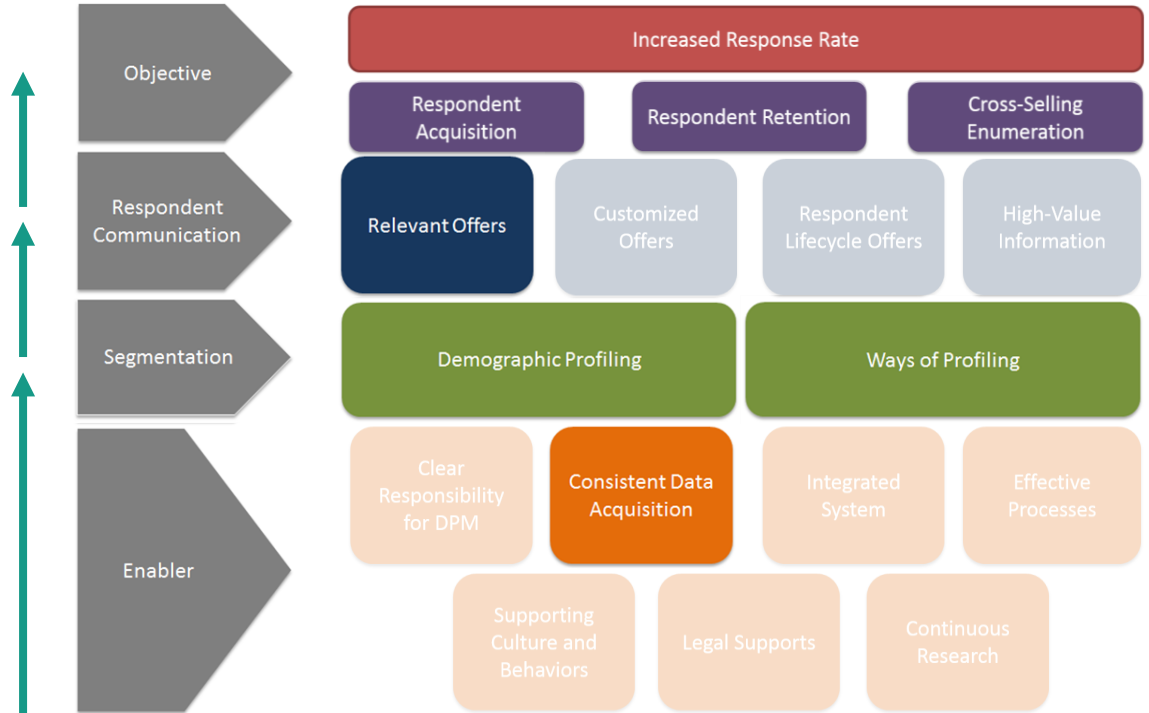 Objective
Increased Response Rate
Respondent
Acquisition
Respondent Retention
Cross-Selling
Enumeration
Respondent
Communication
Relevant Offers
Customized
Offers
Respondent
Lifecycle Offers
High-Value
Information
Segmentation
Demographic Profiling
Ways of Profiling
Enabler
Clear
Responsibility
for DPM
Consistent Data
Acquisition
Integrated
System
Effective
Processes
Supporting
Culture and
Behaviors
Legal Supports
Continuous
Research